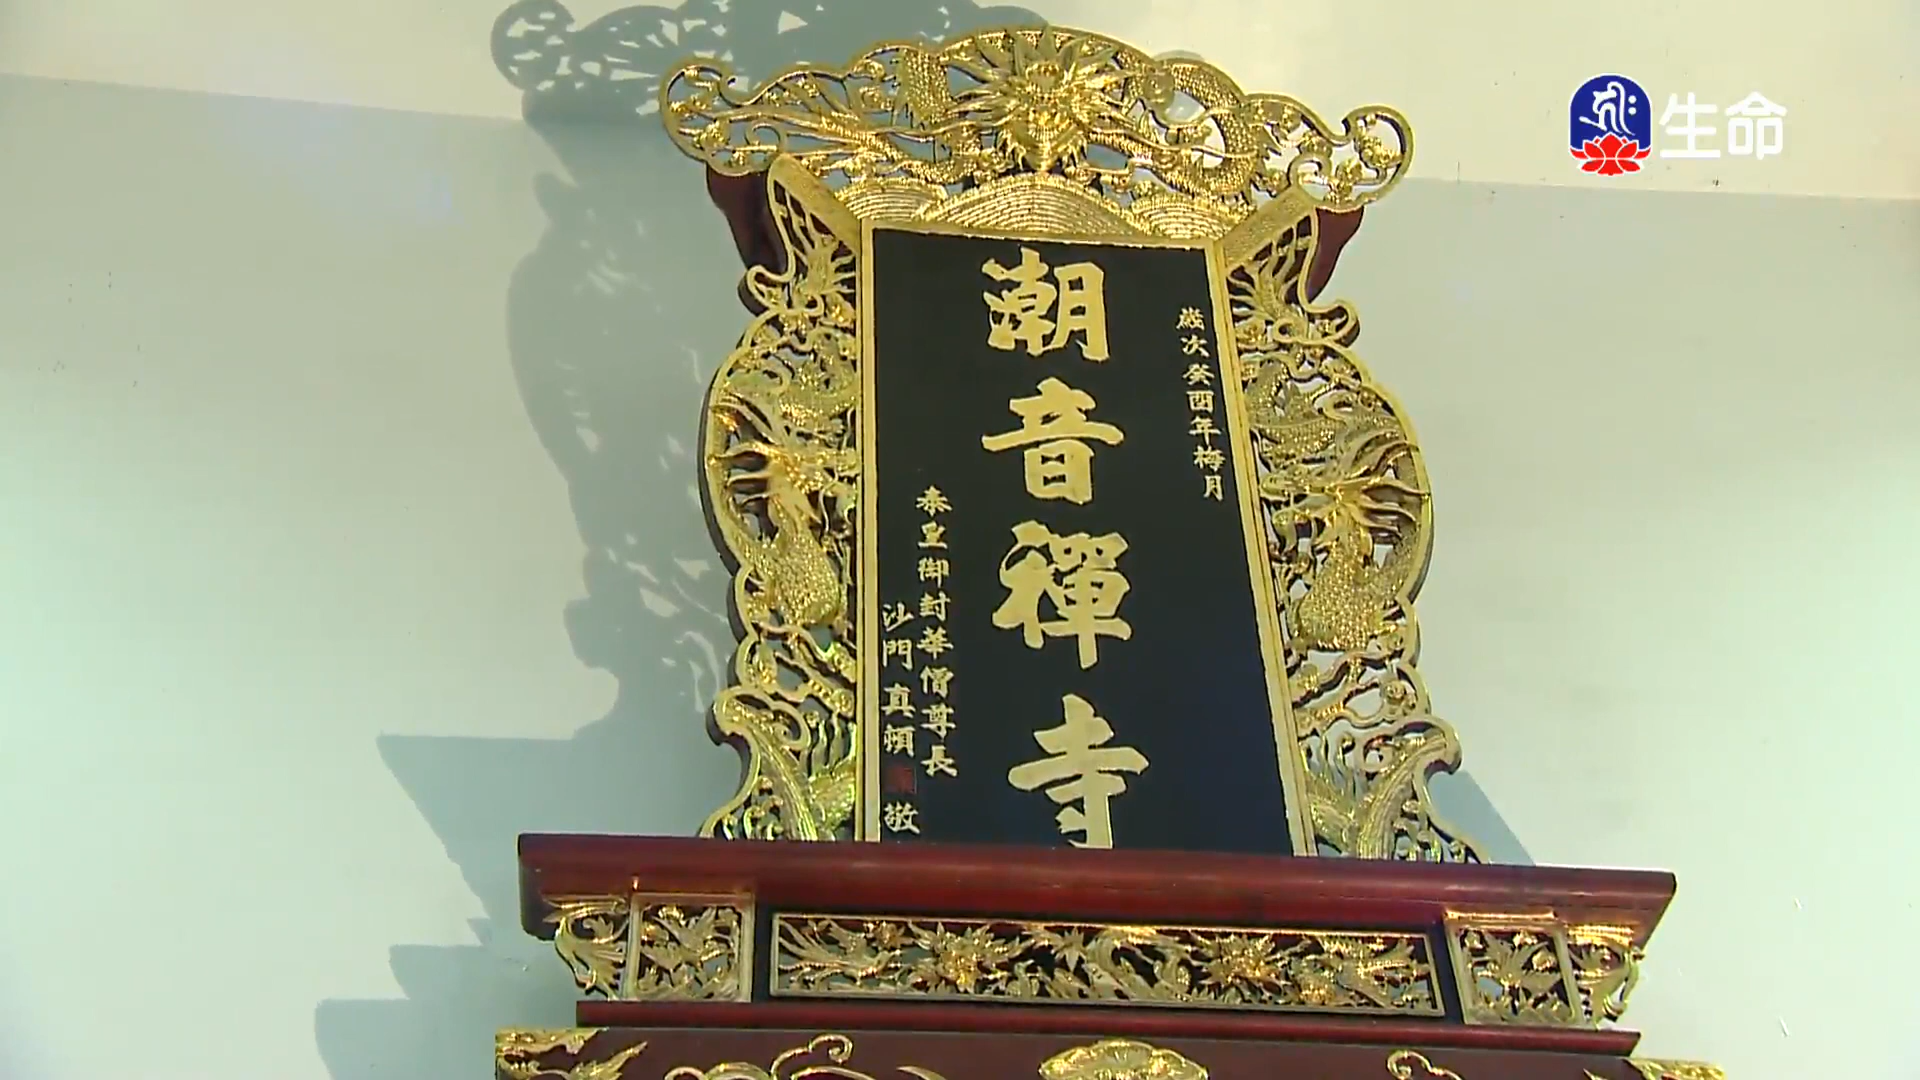 歲次癸酉年梅月
潮音禪寺
泰皇御封華僧尊長
沙門真頓
敬
生命